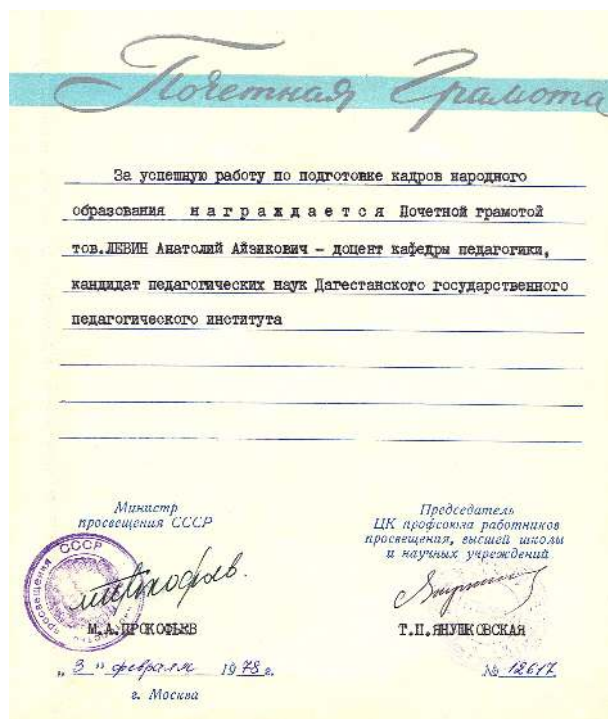 Почетная Грамота
За успешную работу по подготовке кадров народного
образования н а г р а ж д а е т с я Почетной грамотой
тов.ЛЕВИН Анатолий Айзикович – доцент кафедры педагогики,
кандидат педагогических наук Дагестанского государственного
педагогического института
Министр
просвещения СССР
Председатель
ЦК профсоюза работников
просвещения, высшей школы
и научных учреждений
СССР
просвещения
М.А.ПРОКОФЬЕВ
Т.П.ЯНУШКОВСКАЯ
„ 3 " февраля 1978 г.
№ 12617
г. Москва